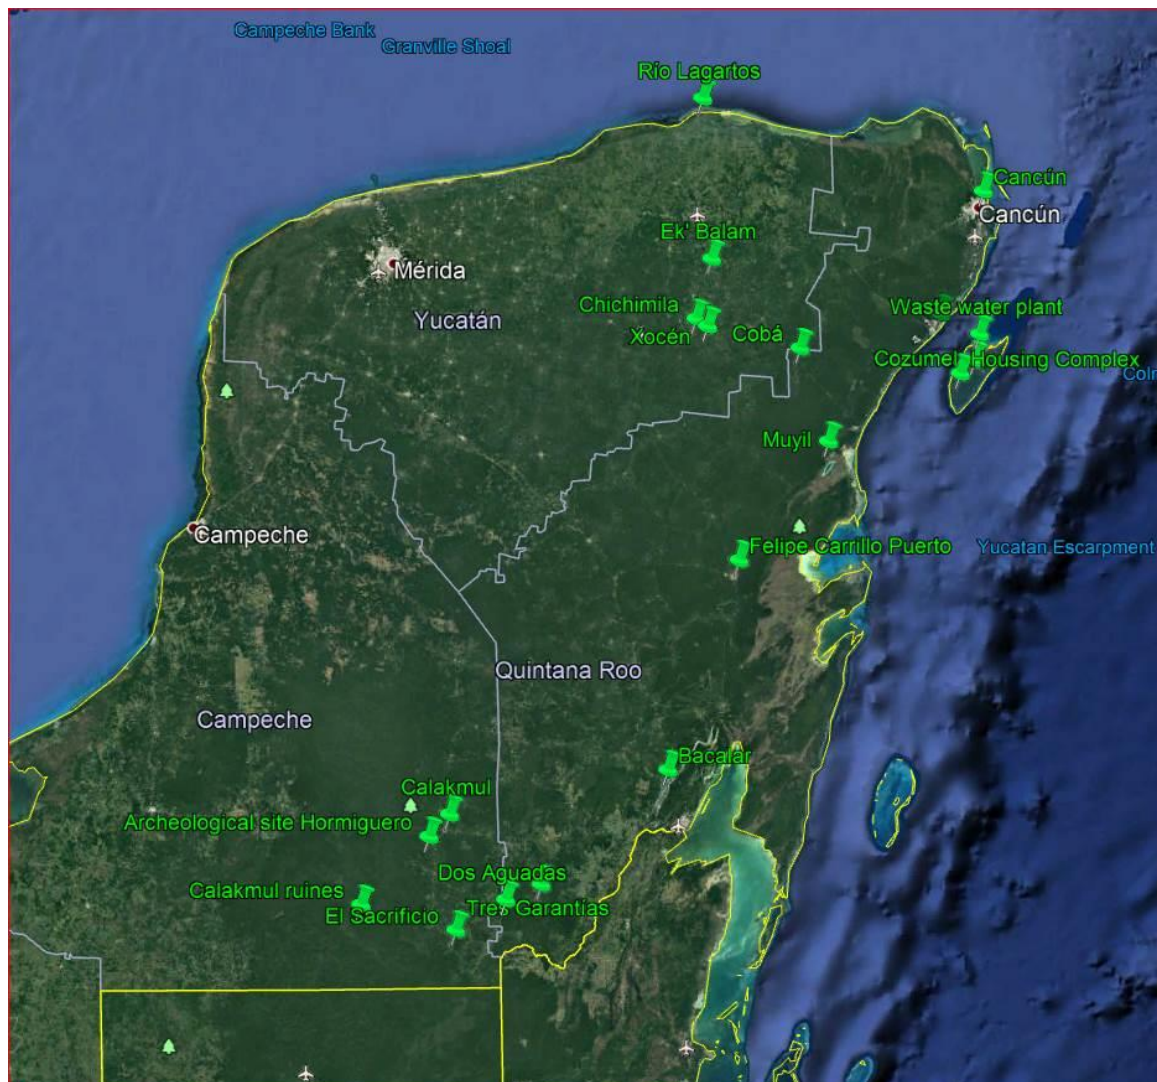 Campeche Bank
Granville Shoal
Río Lagartos
Cancún
Cancún
Ek' Balam
Mérida
Chichimila
Waste water plant
Yucatán
Xocén
Cobá
Cozumel Housing Complex
Muyil
Campeche
Felipe Carrillo Puerto
Yucatan Escarpment
Quintana Roo
Campeche
Bacalar
Calakmul
Archeological site Hormiguero
Dos Aguadas
Calakmul ruines
Tres Garantías
El Sacrificio